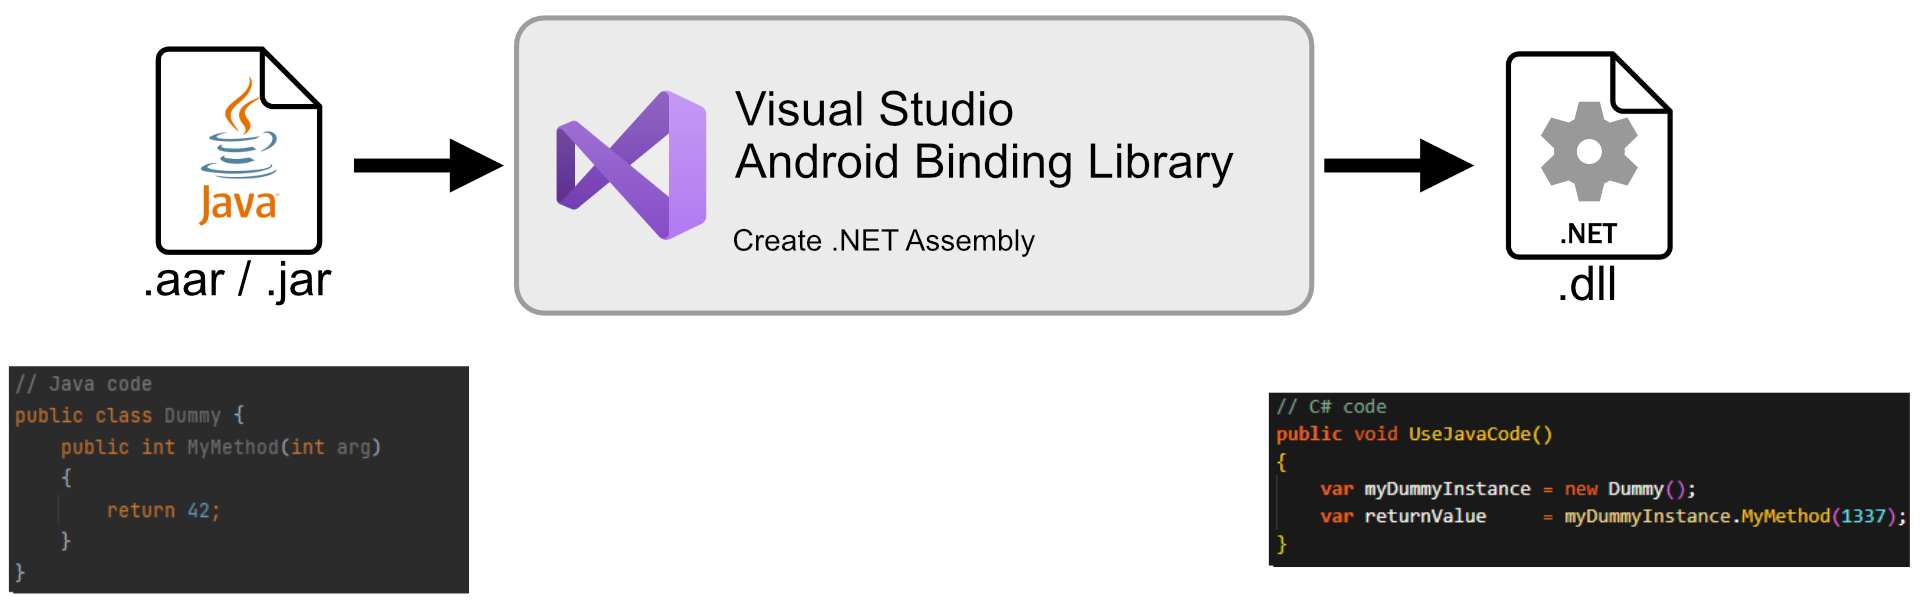 Java
.aar / .jar
Visual Studio
Android Binding Library
Create .NET Assembly
.NET
.dll
// Java code
public class Dummy {
    public int MyMethod(int arg)
    {
        return 42;
    }
}
// C# code
public void UseJavaCode()
{
    var myDummyInstance = new Dummy();
    var returnValue     = myDummyInstance.MyMethod(1337);
}